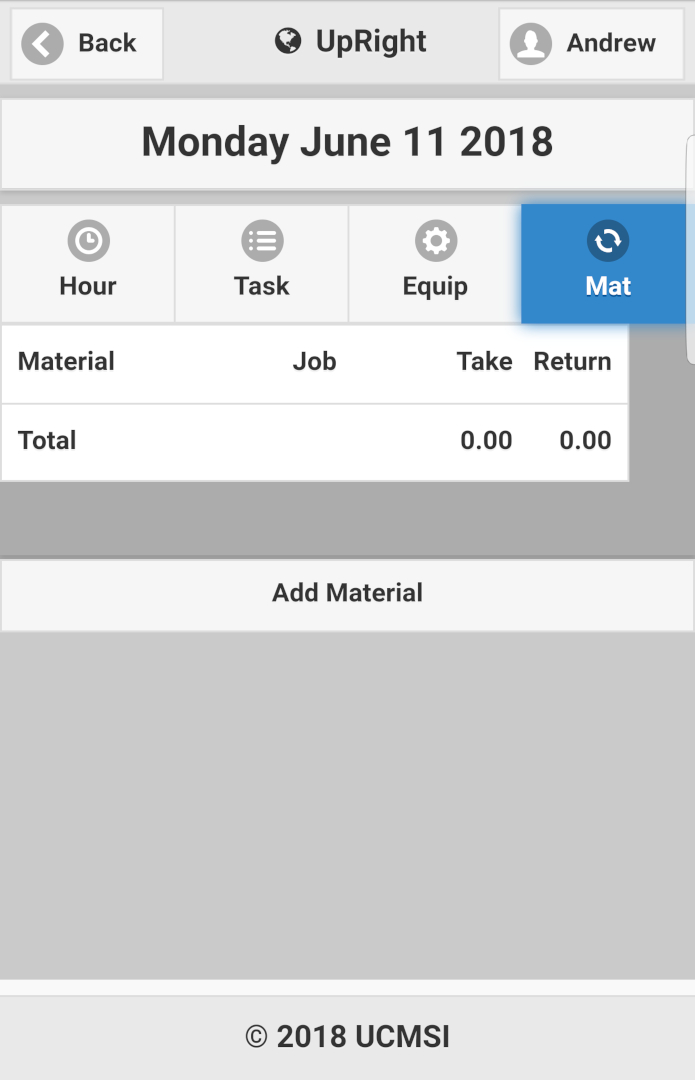 Back UpRight Andrew
Monday June 11 2018
Hour Task Equip Mat
Material Job Take Return
Total 0.00 0.00
Add Material
© 2018 UCMSI